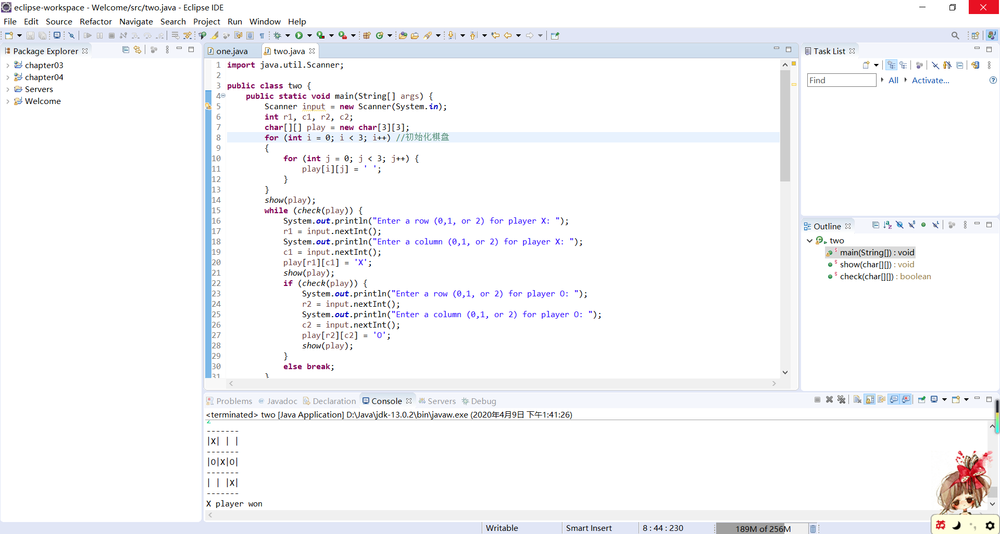 eclipse-workspace - Welcome/src/two.java - Eclipse IDE
File Edit Source Refactor Navigate Search Project Run Window Help
Package Explorer
chapter03
chapter04
Servers
Welcome
one.java
two.java
1 import java.util.Scanner;
2
3 public class two {
4 public static void main(String[] args) {
5 Scanner input = new Scanner(System.in);
6 int r1, c1, r2, c2;
7 char[][] play = new char[3][3];
8 for (int i = 0; i < 3; i++) //初始化棋盘
9 {
10 for (int j = 0; j < 3; j++) {
11 play[i][j] = ' ';
12 }
13 }
14 show(play);
15 while (check(play)) {
16 System.out.println("Enter a row (0,1, or 2) for player X: ");
17 r1 = input.nextInt();
18 System.out.println("Enter a column (0,1, or 2) for player X: ");
19 c1 = input.nextInt();
20 play[r1][c1] = 'X';
21 show(play);
22 if (check(play)) {
23 System.out.println("Enter a row (0,1, or 2) for player O: ");
24 r2 = input.nextInt();
25 System.out.println("Enter a column (0,1, or 2) for player O: ");
26 c2 = input.nextInt();
27 play[r2][c2] = 'O';
28 show(play);
29 }
30 else break;
31 }
Task List
Find
All
Activate...
Outline
two
main(String[]) : void
show(char[][]) : void
check(char[][]) : boolean
Problems @ Javadoc Declaration Console Servers Debug
<terminated> two [Java Application] D:\Java\jdk-13.0.2\bin\javaw.exe (2020年4月9日 下午1:41:26)
2
-------
|X| | |
-------
|O|X|O|
-------
| | |X|
-------
X player won
Writable
Smart Insert
8 : 44 : 230
189M of 256M
英